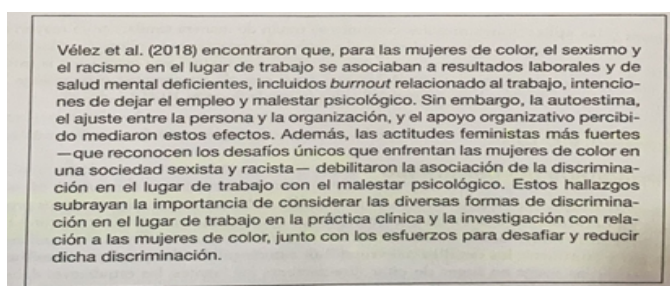 Vélez et al. (2018) encontraron que, para las mujeres de color, el sexismo y
el racismo en el lugar de trabajo se asociaban a resultados laborales y de
salud mental deficientes, incluidos burnout relacionado al trabajo, intencio-
nes de dejar el empleo y malestar psicológico. Sin embargo, la autoestima,
el ajuste entre la persona y la organización, y el apoyo organizativo percibi-
do mediaron estos efectos. Además, las actitudes feministas más fuertes
—que reconocen los desafíos únicos que enfrentan las mujeres de color en
una sociedad sexista y racista— debilitaron la asociación de la discrimina-
ción en el lugar de trabajo con el malestar psicológico. Estos hallazgos
subrayan la importancia de considerar las diversas formas de discrimina-
ción en el lugar de trabajo en la práctica clínica y la investigación con rela-
ción a las mujeres de color, junto con los esfuerzos para desafiar y reducir
dicha discriminación.